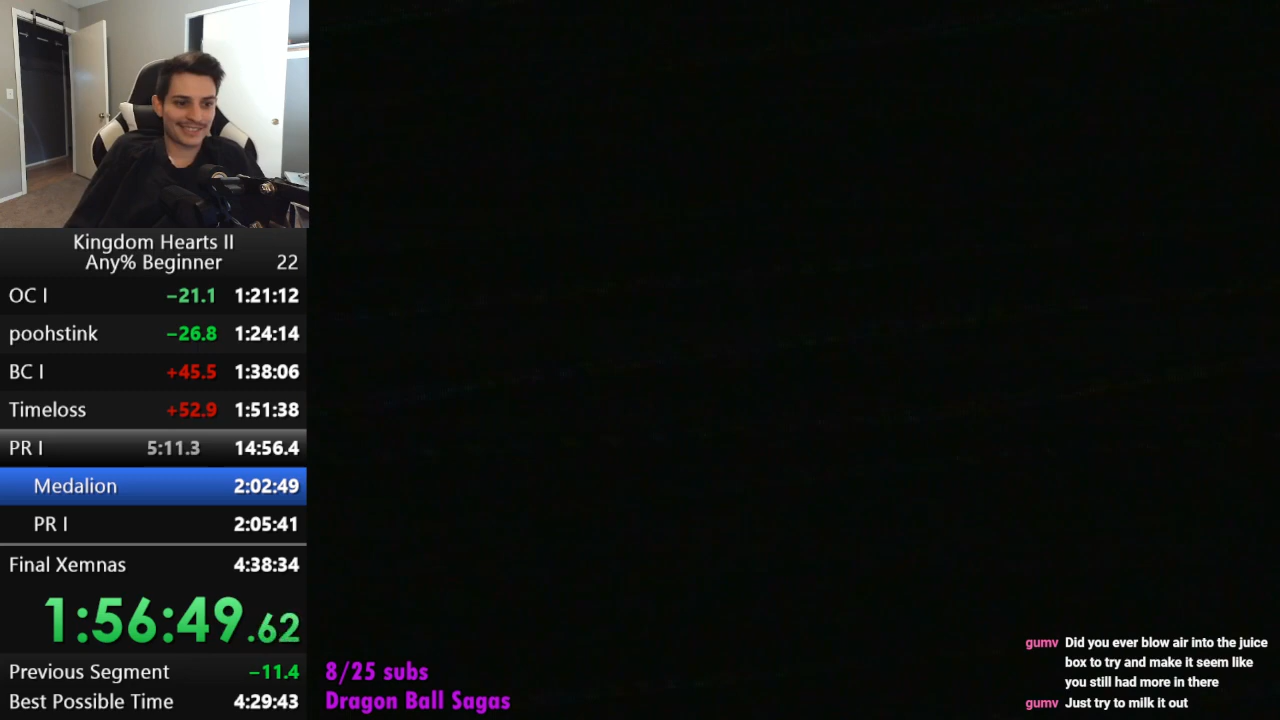 Kingdom Hearts II
Any% Beginner 22
OC I -21.1 1:21:12
poohstink -26.8 1:24:14
BC I +45.5 1:38:06
Timeloss +52.9 1:51:38
PR I 5:11.3 14:56.4
Medalion 2:02:49
PR I 2:05:41
Final Xemnas 4:38:34
1:56:49.62
Previous Segment -11.4
Best Possible Time 4:29:43
8/25 subs
Dragon Ball Sagas
gumv Did you ever blow air into the juice
box to try and make it seem like
you still had more in there
gumv Just try to milk it out